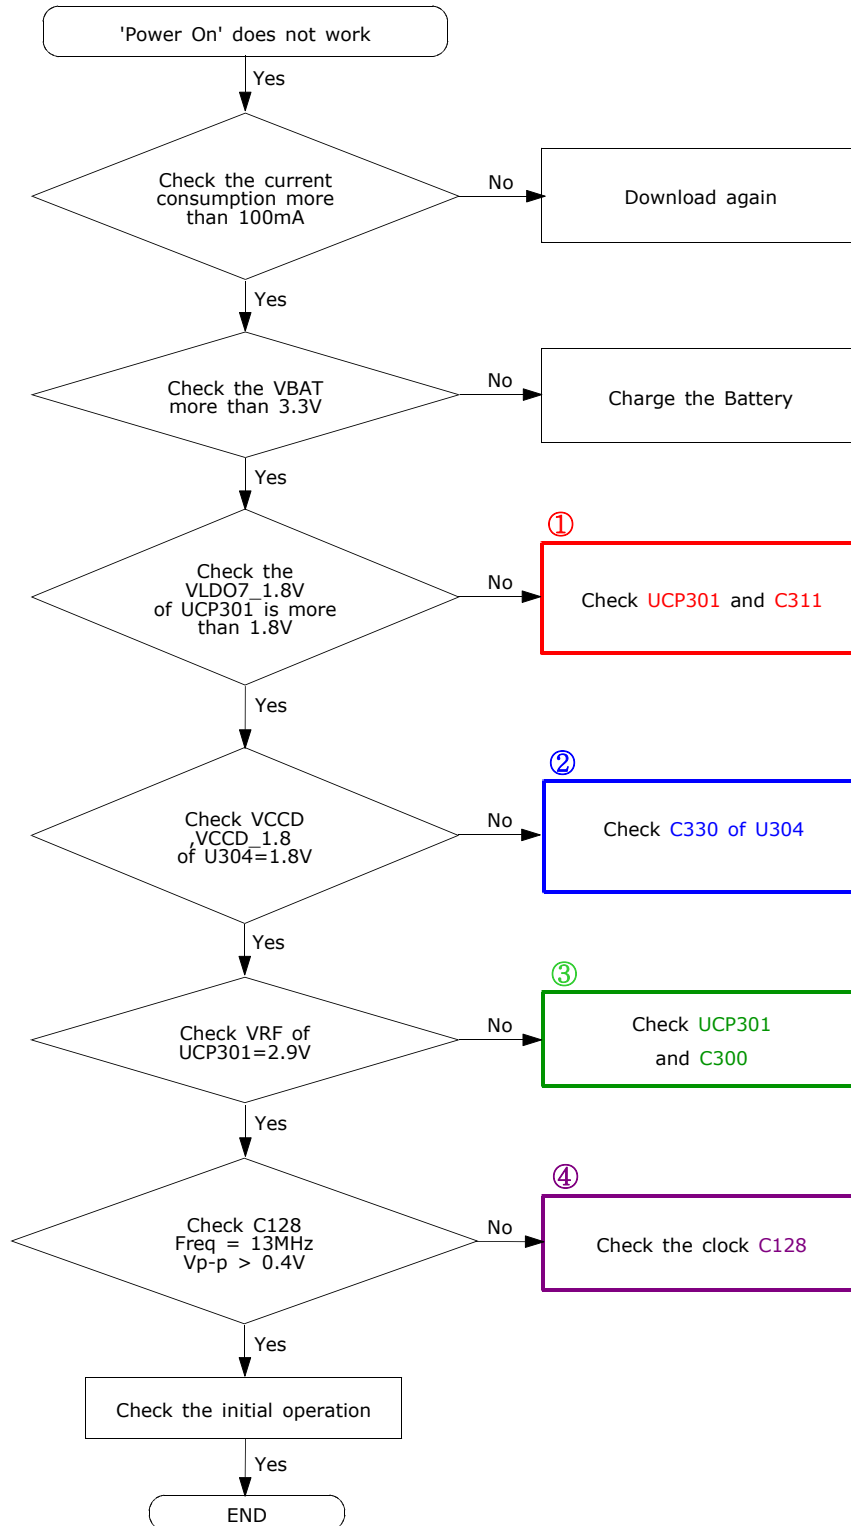 'Power On' does not work
Yes
Check the current
consumption more
than 100mA
No
Download again
Yes
Check the VBAT
more than 3.3V
No
Charge the Battery
Yes
①
Check the
VLDO7_1.8V
of UCP301 is more
than 1.8V
No
Check UCP301 and C311
Yes
②
Check VCCD
,VCCD_1.8
of U304=1.8V
No
Check C330 of U304
Yes
③
Check VRF of
UCP301=2.9V
No
Check UCP301
and C300
Yes
④
Check C128
Freq = 13MHz
Vp-p > 0.4V
No
Check the clock C128
Yes
Check the initial operation
Yes
END